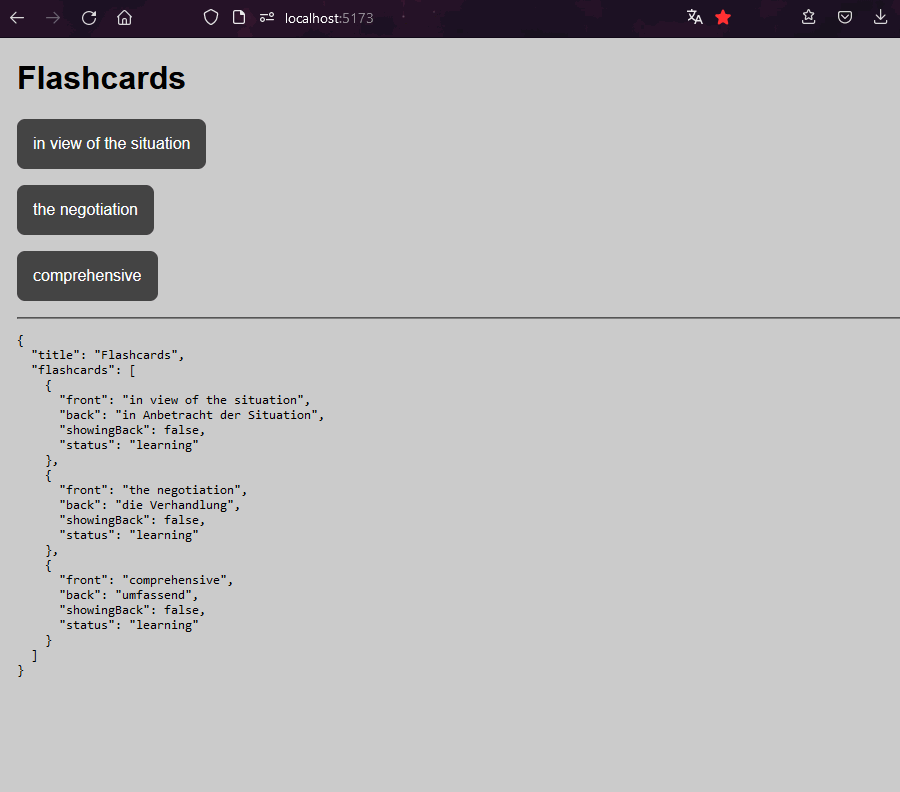 localhost:5173
Flashcards
in view of the situation
the negotiation
comprehensive
{
  "title": "Flashcards",
  "flashcards": [
    {
      "front": "in view of the situation",
      "back": "in Anbetracht der Situation",
      "showingBack": false,
      "status": "learning"
    },
    {
      "front": "the negotiation",
      "back": "die Verhandlung",
      "showingBack": false,
      "status": "learning"
    },
    {
      "front": "comprehensive",
      "back": "umfassend",
      "showingBack": false,
      "status": "learning"
    }
  ]
}